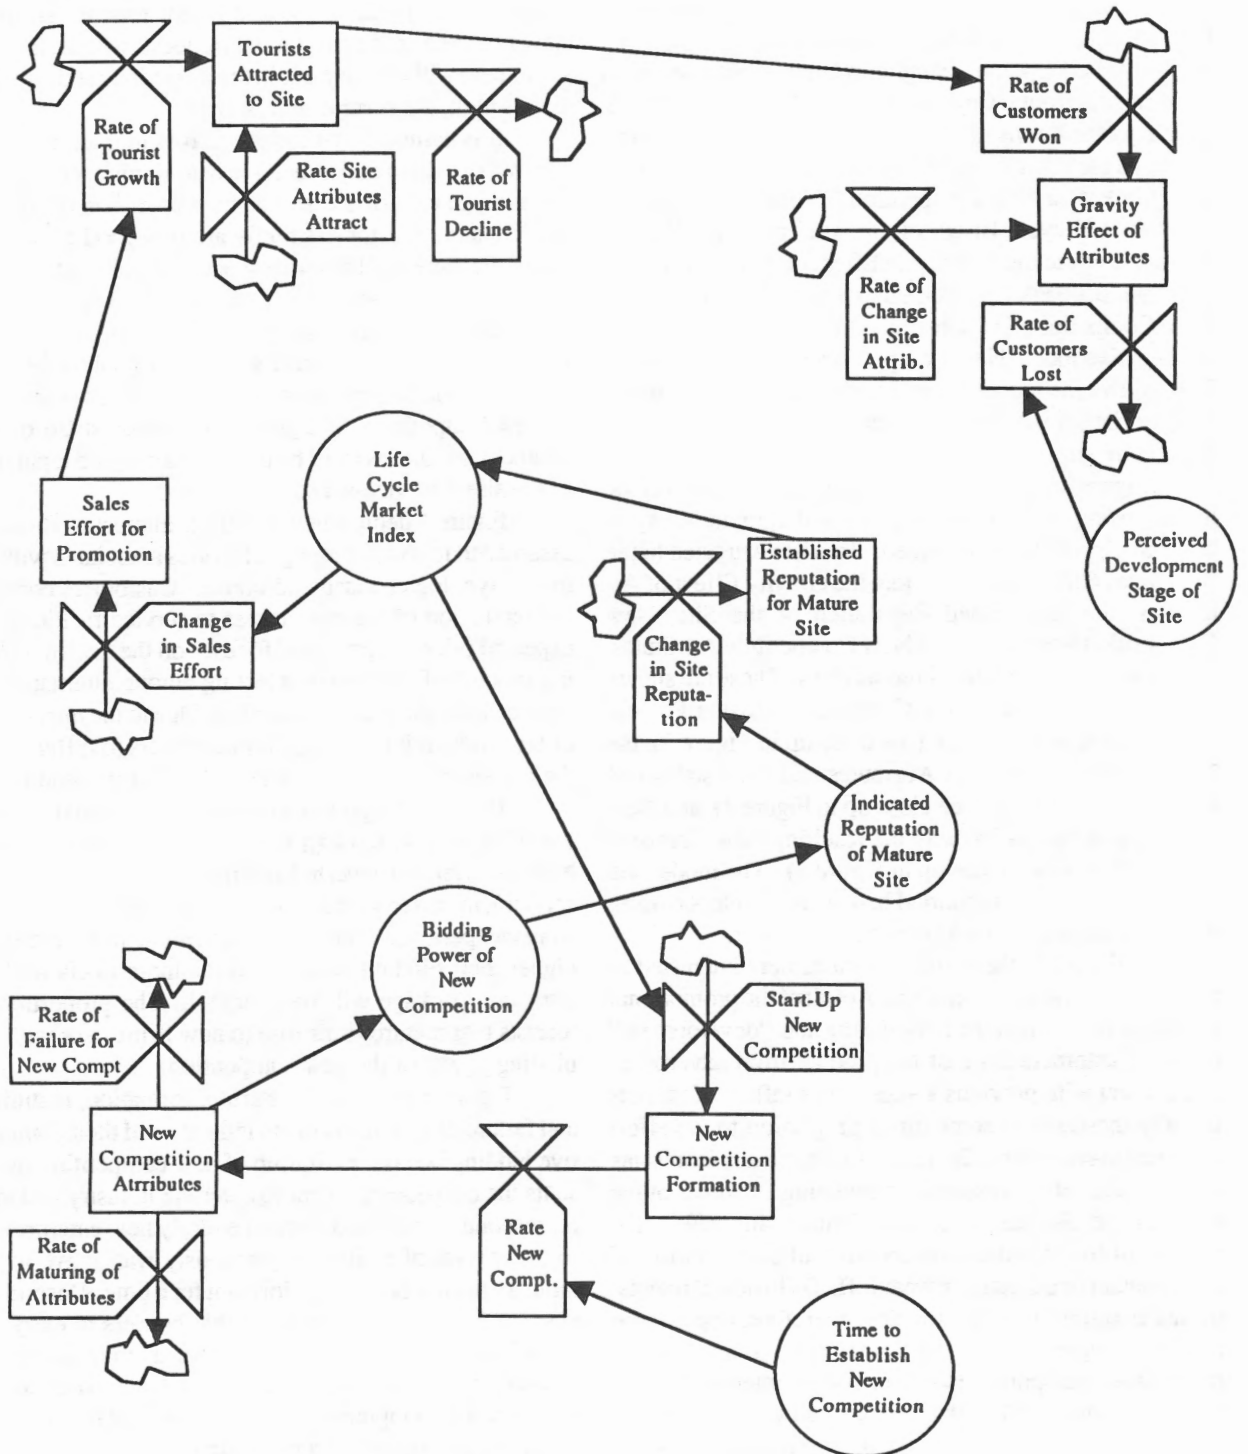 Tourists
Attracted
to Site
Rate of
Tourist
Growth
Rate Site
Attributes
Attract
Rate of
Tourist
Decline
Rate of
Customers
Won
Gravity
Effect of
Attributes
Rate of
Change
in Site
Attrib.
Rate of
Customers
Lost
Life
Cycle
Market
Index
Sales
Effort for
Promotion
Change
in Sales
Effort
Established
Reputation
for Mature
Site
Perceived
Development
Stage of
Site
Change
in Site
Reputa-
tion
Indicated
Reputation
of Mature
Site
Bidding
Power of
New
Competition
Rate of
Failure for
New Compt
Start-Up
New
Competition
New
Competition
Attributes
New
Competition
Formation
Rate of
Maturing of
Attributes
Rate
New
Compt.
Time to
Establish
New
Competition